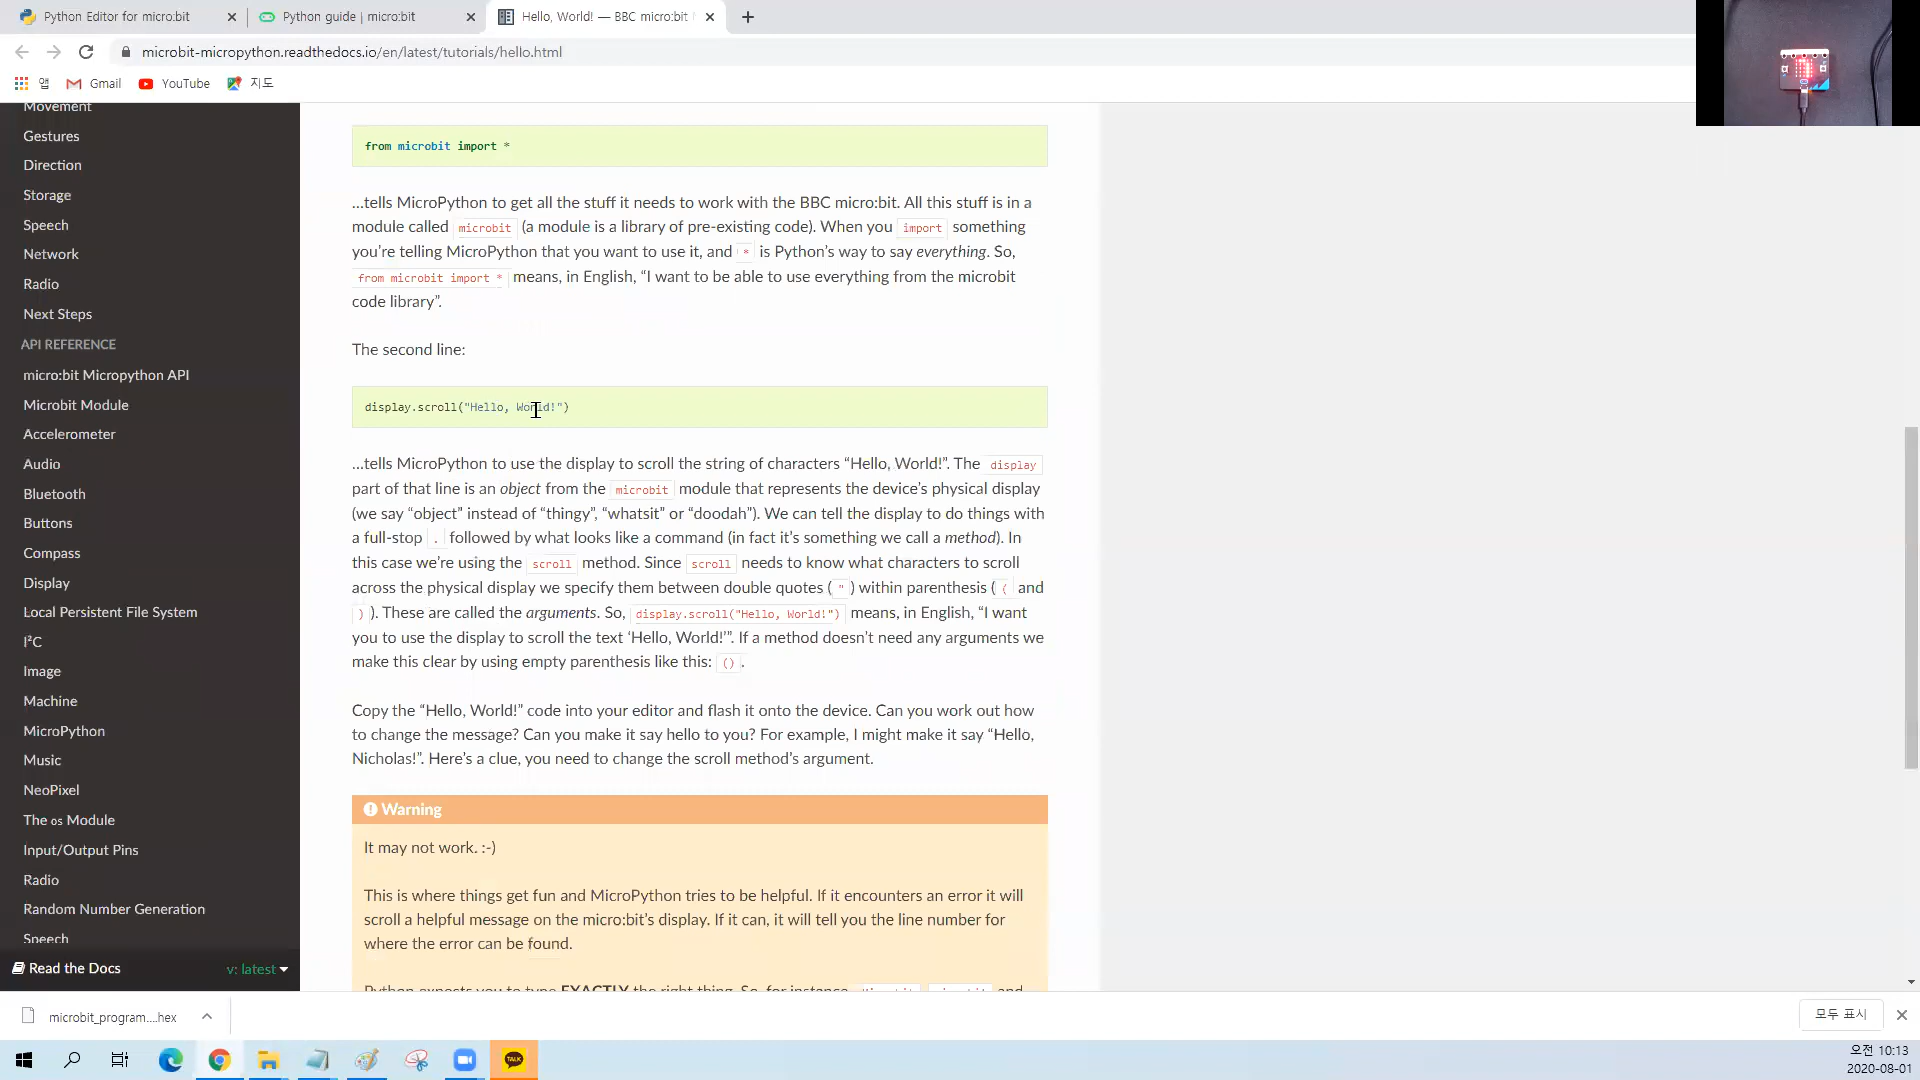 Python Editor for micro:bit
Python guide | micro:bit
Hello, World! — BBC micro:bit
microbit-micropython.readthedocs.io/en/latest/tutorials/hello.html
앱
Gmail
YouTube
지도
Movement
Gestures
Direction
Storage
Speech
Network
Radio
Next Steps
API REFERENCE
micro:bit Micropython API
Microbit Module
Accelerometer
Audio
Bluetooth
Buttons
Compass
Display
Local Persistent File System
I²C
Image
Machine
MicroPython
Music
NeoPixel
The os Module
Input/Output Pins
Radio
Random Number Generation
Speech
Read the Docs
v: latest
from microbit import *
…tells MicroPython to get all the stuff it needs to work with the BBC micro:bit. All this stuff is in a
module called microbit (a module is a library of pre-existing code). When you import something
you’re telling MicroPython that you want to use it, and * is Python’s way to say everything. So,
from microbit import * means, in English, “I want to be able to use everything from the microbit
code library”.
The second line:
display.scroll("Hello, World!")
…tells MicroPython to use the display to scroll the string of characters “Hello, World!”. The display
part of that line is an object from the microbit module that represents the device’s physical display
(we say “object” instead of “thingy”, “whatsit” or “doodah”). We can tell the display to do things with
a full-stop . followed by what looks like a command (in fact it’s something we call a method). In
this case we’re using the scroll method. Since scroll needs to know what characters to scroll
across the physical display we specify them between double quotes ( " ) within parenthesis ( ( and
) ). These are called the arguments. So, display.scroll("Hello, World!") means, in English, “I want
you to use the display to scroll the text ‘Hello, World!’”. If a method doesn’t need any arguments we
make this clear by using empty parenthesis like this: () .
Copy the “Hello, World!” code into your editor and flash it onto the device. Can you work out how
to change the message? Can you make it say hello to you? For example, I might make it say “Hello,
Nicholas!”. Here’s a clue, you need to change the scroll method’s argument.
Warning
It may not work. :-)
This is where things get fun and MicroPython tries to be helpful. If it encounters an error it will
scroll a helpful message on the micro:bit’s display. If it can, it will tell you the line number for
where the error can be found.
Python expects you to type EXACTLY the right thing. So, for instance,
microbit_program....hex
모두 표시
TALK
오전 10:13
2020-08-01